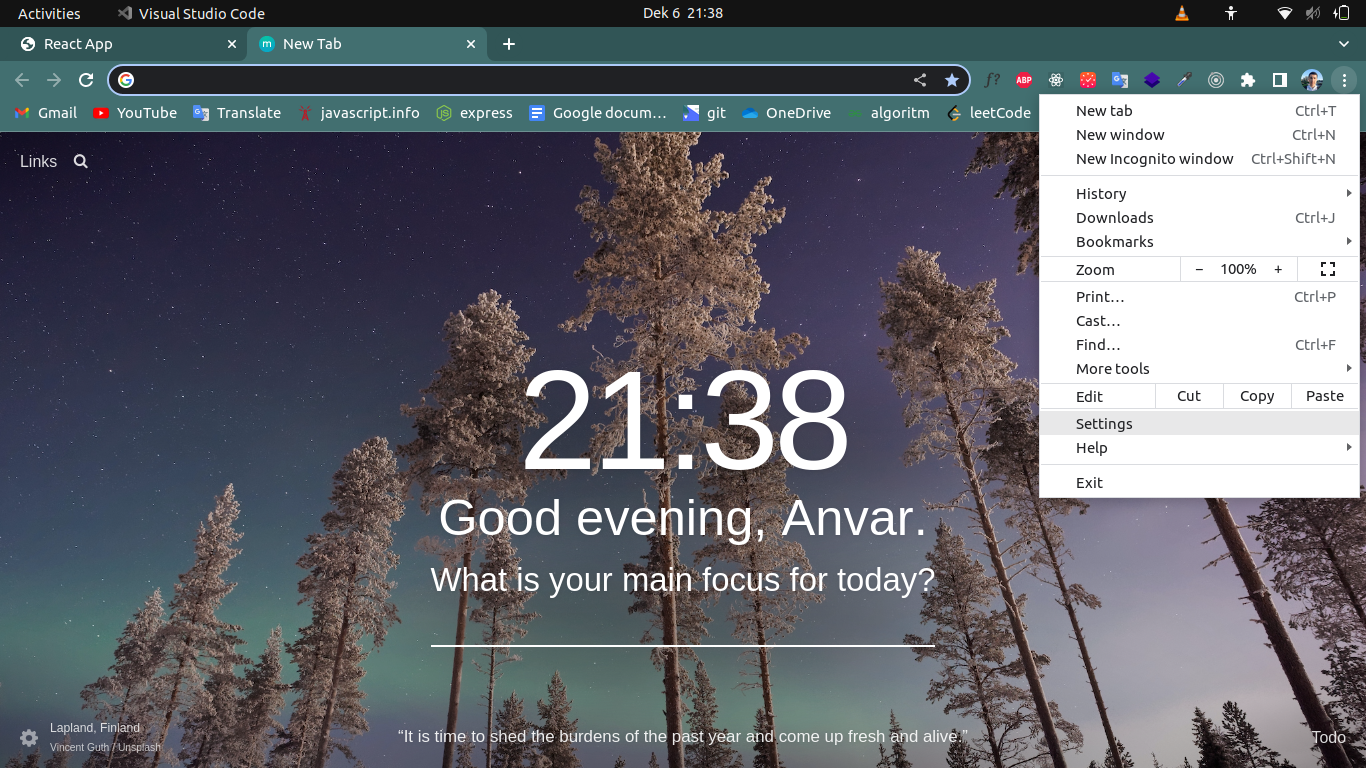 Activities Visual Studio Code Dek 6 21:38
React App New Tab
ABP
Gmail YouTube Translate javascript.info express Google docum… git OneDrive algoritm leetCode
New tab Ctrl+T
New window Ctrl+N
New Incognito window Ctrl+Shift+N
History
Downloads Ctrl+J
Bookmarks
Zoom − 100% +
Print… Ctrl+P
Cast…
Find… Ctrl+F
More tools
Edit Cut Copy Paste
Settings
Help
Exit
Links
21:38
Good evening, Anvar.
What is your main focus for today?
Lapland, Finland
Vincent Guth / Unsplash
“It is time to shed the burdens of the past year and come up fresh and alive.”
Todo